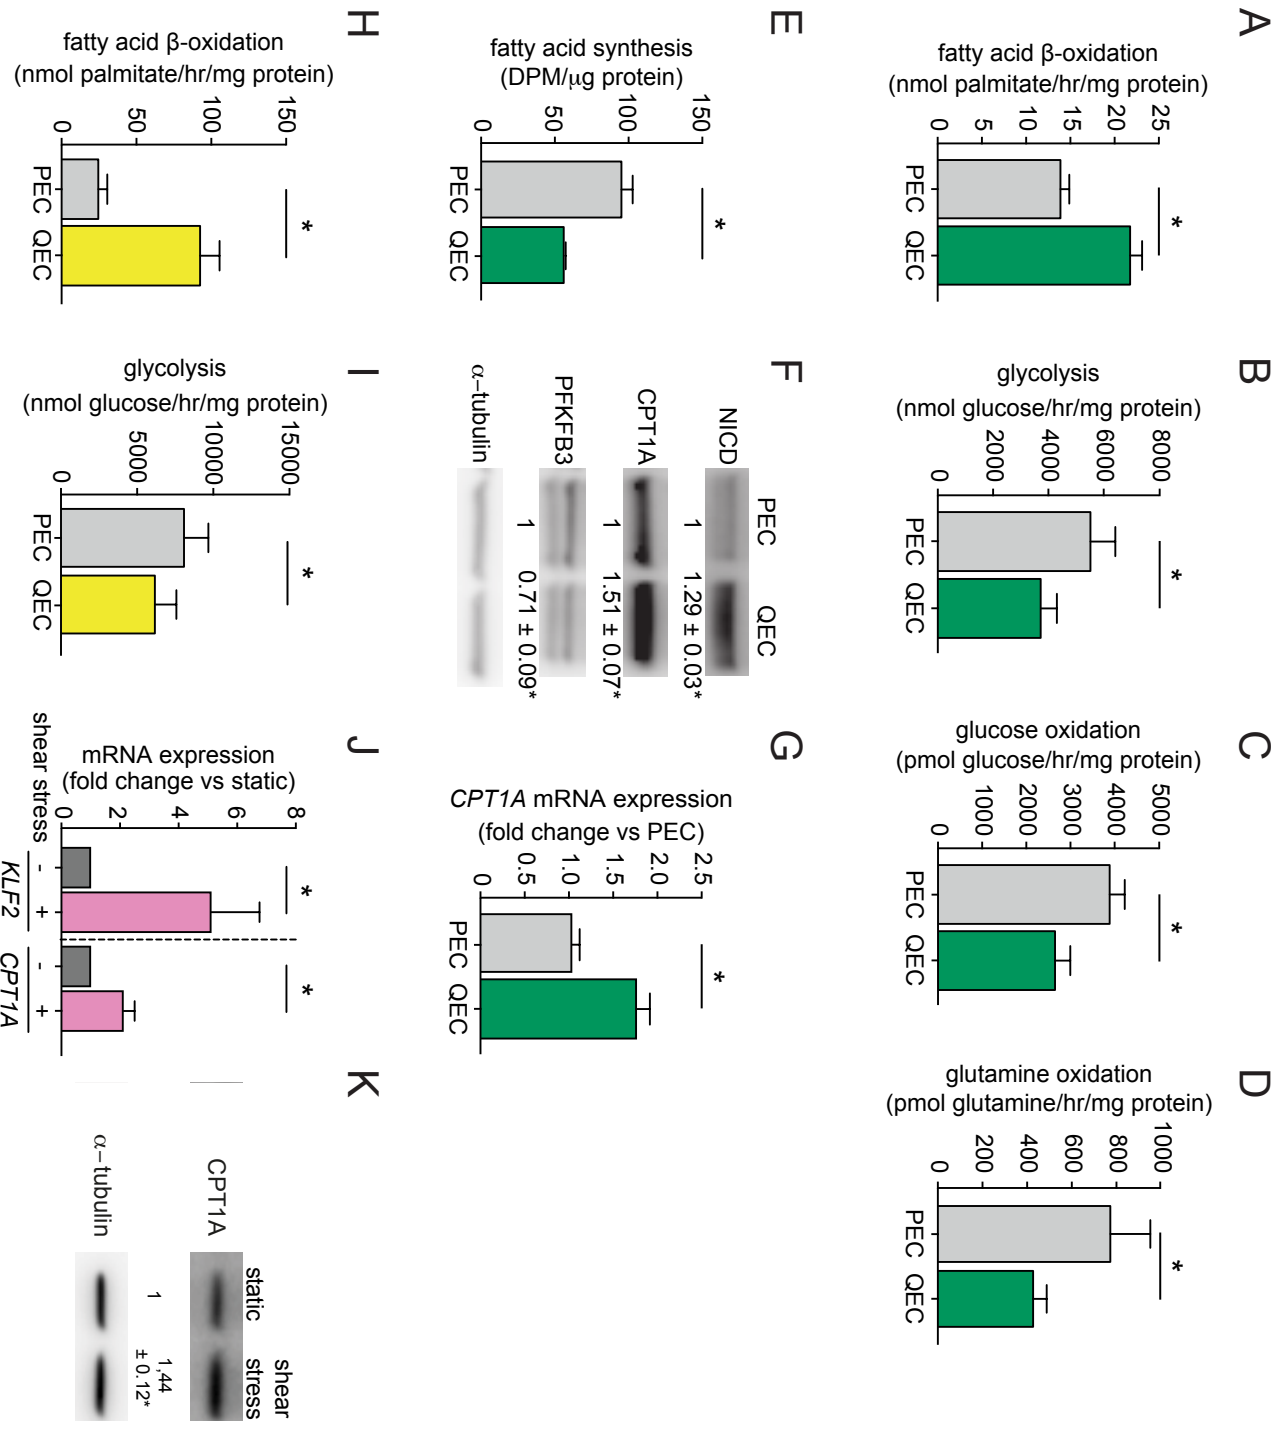 A
fatty acid β-oxidation
(nmol palmitate/hr/mg protein)
25
20
15
10
5
0
*
PEC
QEC
B
glycolysis
(nmol glucose/hr/mg protein)
8000
6000
4000
2000
0
*
PEC
QEC
C
glucose oxidation
(pmol glucose/hr/mg protein)
5000
4000
3000
2000
1000
0
*
PEC
QEC
D
glutamine oxidation
(pmol glutamine/hr/mg protein)
1000
800
600
400
200
0
*
PEC
QEC
E
fatty acid synthesis
(DPM/μg protein)
150
100
50
0
*
PEC
QEC
F
PEC QEC
NICD
1 1.29 ± 0.03*
CPT1A
1 1.51 ± 0.07*
PFKFB3
1 0.71 ± 0.09*
α−tubulin
G
CPT1A mRNA expression
(fold change vs PEC)
2.5
2.0
1.5
1.0
0.5
0
*
PEC
QEC
H
fatty acid β-oxidation
(nmol palmitate/hr/mg protein)
150
100
50
0
*
PEC
QEC
I
glycolysis
(nmol glucose/hr/mg protein)
15000
10000
5000
0
*
PEC
QEC
J
mRNA expression
(fold change vs static)
8
6
4
2
0
* *
shear stress - + - +
KLF2 CPT1A
K
shear
static stress
CPT1A
1 1,44
± 0.12*
α−tubulin